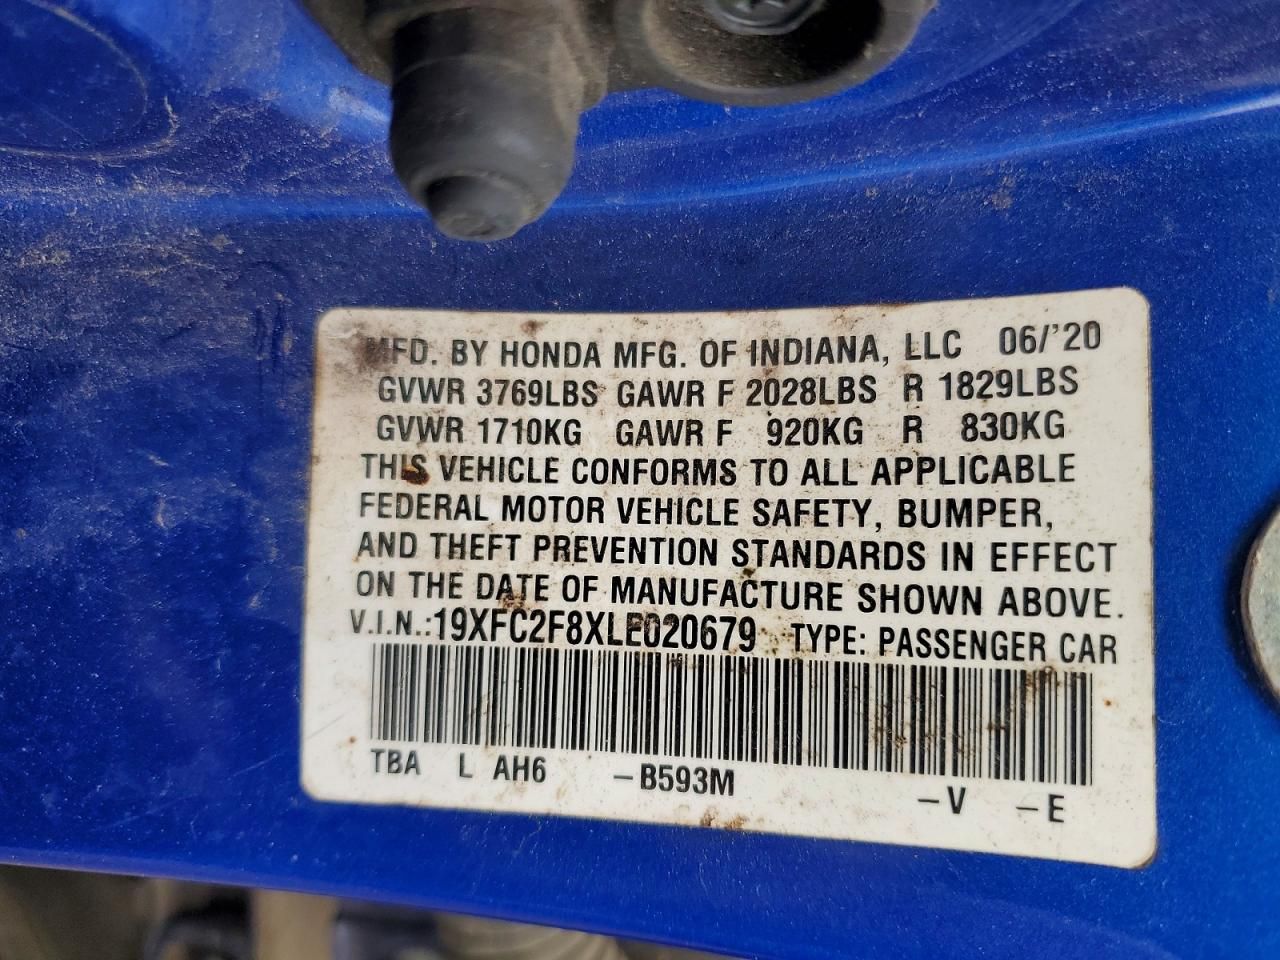 MFD. BY HONDA MFG. OF INDIANA, LLC 06/'20
GVWR 3769LBS GAWR F 2028LBS R 1829LBS
GVWR 1710KG GAWR F 920KG R 830KG
THIS VEHICLE CONFORMS TO ALL APPLICABLE
FEDERAL MOTOR VEHICLE SAFETY, BUMPER,
AND THEFT PREVENTION STANDARDS IN EFFECT
ON THE DATE OF MANUFACTURE SHOWN ABOVE.
V.I.N.:19XFC2F8XLE020679 TYPE: PASSENGER CAR
TBA L AH6 –B593M –V –E